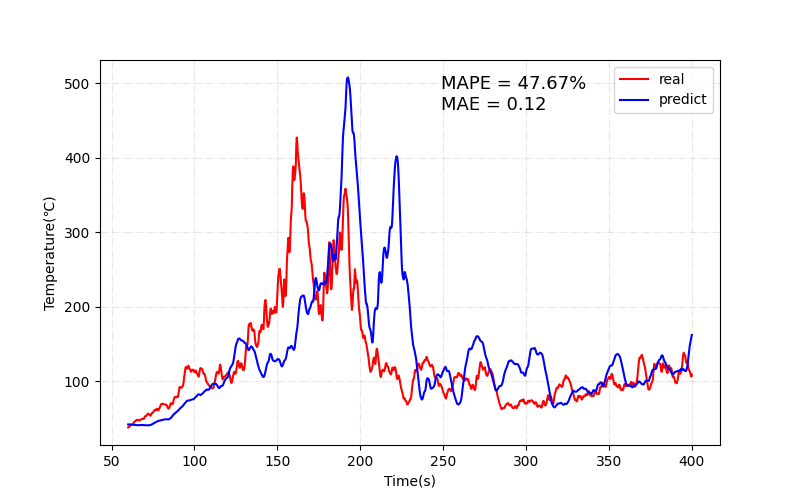 MAPE = 47.67%
MAE = 0.12
real
predict
Temperature(℃)
500
400
300
200
100
50
100
150
200
250
300
350
400
Time(s)